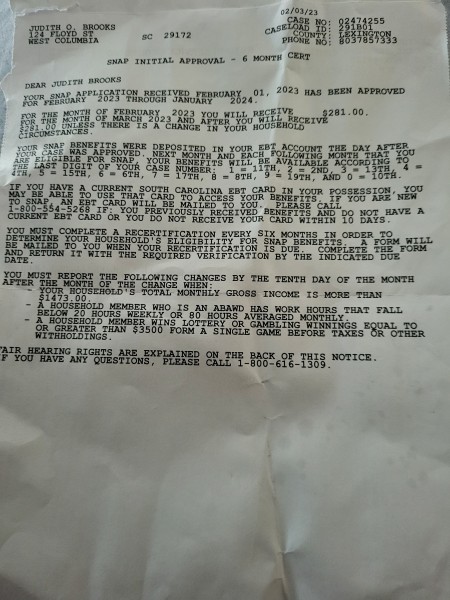 02/03/23
JUDITH O. BROOKS CASE NO: 02474255
124 FLOYD ST CASELOAD ID: 291B01
WEST COLUMBIA SC 29172 COUNTY: LEXINGTON
PHONE NO: 8037857333
SNAP INITIAL APPROVAL - 6 MONTH CERT
DEAR JUDITH BROOKS
YOUR SNAP APPLICATION RECEIVED FEBRUARY 01, 2023 HAS BEEN APPROVED
FOR FEBRUARY 2023 THROUGH JANUARY 2024.
FOR THE MONTH OF FEBRUARY 2023 YOU WILL RECEIVE $281.00.
FOR THE MONTH OF MARCH 2023 AND AFTER YOU WILL RECEIVE
$281.00 UNLESS THERE IS A CHANGE IN YOUR HOUSEHOLD
CIRCUMSTANCES.
YOUR SNAP BENEFITS WERE DEPOSITED IN YOUR EBT ACCOUNT THE DAY AFTER
YOUR CASE WAS APPROVED. NEXT MONTH AND EACH FOLLOWING MONTH THAT YOU
ARE ELIGIBLE FOR SNAP, YOUR BENEFITS WILL BE AVAILABLE ACCORDING TO
THE LAST DIGIT OF YOUR CASE NUMBER: 1 = 11TH, 2 = 2ND, 3 = 13TH, 4 =
4TH, 5 = 15TH, 6 = 6TH, 7 = 17TH, 8 = 8TH, 9 = 19TH, AND 0 = 10TH.
IF YOU HAVE A CURRENT SOUTH CAROLINA EBT CARD IN YOUR POSSESSION, YOU
MAY BE ABLE TO USE THAT CARD TO ACCESS YOUR BENEFITS. IF YOU ARE NEW
TO SNAP, AN EBT CARD WILL BE MAILED TO YOU. PLEASE CALL
1-800-554-5268 IF: YOU PREVIOUSLY RECEIVED BENEFITS AND DO NOT HAVE A
CURRENT EBT CARD OR YOU DO NOT RECEIVE YOUR CARD WITHIN 10 DAYS.
YOU MUST COMPLETE A RECERTIFICATION EVERY SIX MONTHS IN ORDER TO
DETERMINE YOUR HOUSEHOLD'S ELIGIBILITY FOR SNAP BENEFITS. A FORM WILL
BE MAILED TO YOU WHEN YOUR RECERTIFICATION IS DUE. COMPLETE THE FORM
AND RETURN IT WITH THE REQUIRED VERIFICATION BY THE INDICATED DUE
DATE.
YOU MUST REPORT THE FOLLOWING CHANGES BY THE TENTH DAY OF THE MONTH
AFTER THE MONTH OF THE CHANGE WHEN:
- YOUR HOUSEHOLD'S TOTAL MONTHLY GROSS INCOME IS MORE THAN
$1473.00.
- A HOUSEHOLD MEMBER WHO IS AN ABAWD HAS WORK HOURS THAT FALL
BELOW 20 HOURS WEEKLY OR 80 HOURS AVERAGED MONTHLY.
- A HOUSEHOLD MEMBER WINS LOTTERY OR GAMBLING WINNINGS EQUAL TO
OR GREATER THAN $3500 FORM A SINGLE GAME BEFORE TAXES OR OTHER
WITHHOLDINGS.
FAIR HEARING RIGHTS ARE EXPLAINED ON THE BACK OF THIS NOTICE.
IF YOU HAVE ANY QUESTIONS, PLEASE CALL 1-800-616-1309.